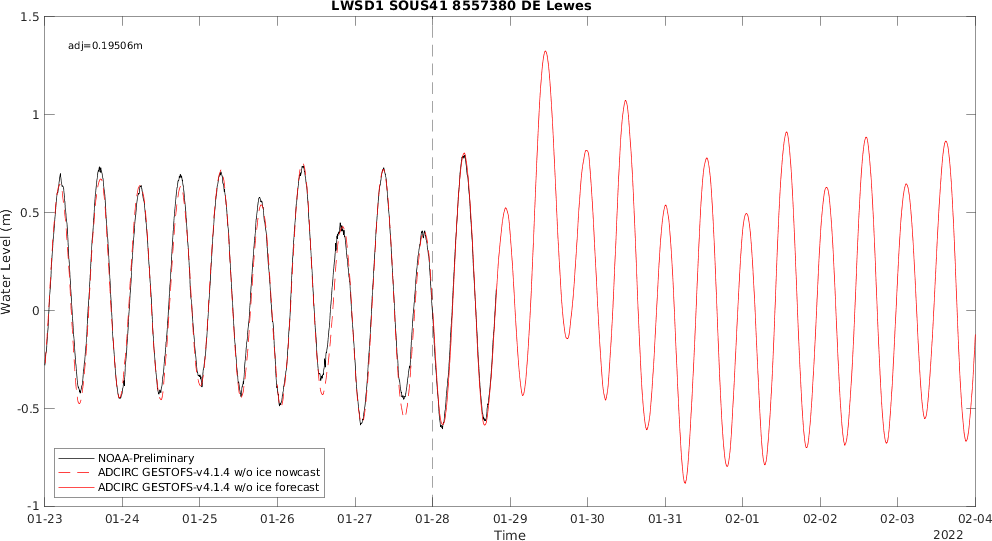 LWSD1 SOUS41 8557380 DE Lewes
adj=0.19506m
1.5
1
0.5
0
-0.5
-1
Water Level (m)
NOAA-Preliminary
ADCIRC GESTOFS-v4.1.4 w/o ice nowcast
ADCIRC GESTOFS-v4.1.4 w/o ice forecast
01-23 01-24 01-25 01-26 01-27 01-28 01-29 01-30 01-31 02-01 02-02 02-03 02-04
Time
2022